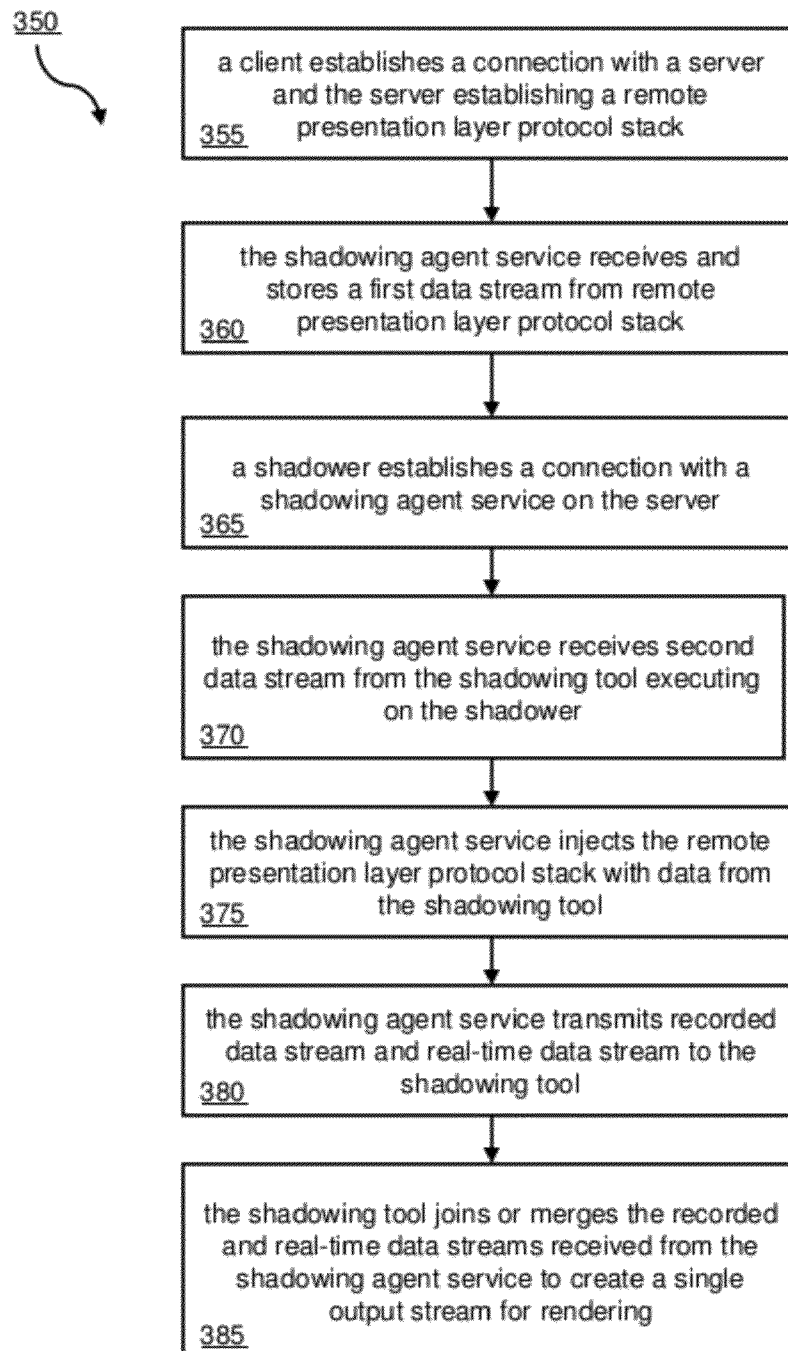 350
a client establishes a connection with a server
and the server establishing a remote
presentation layer protocol stack
355
the shadowing agent service receives and
stores a first data stream from remote
presentation layer protocol stack
360
a shadower establishes a connection with a
shadowing agent service on the server
365
the shadowing agent service receives second
data stream from the shadowing tool executing
on the shadower
370
the shadowing agent service injects the remote
presentation layer protocol stack with data from
the shadowing tool
375
the shadowing agent service transmits recorded
data stream and real-time data stream to the
shadowing tool
380
the shadowing tool joins or merges the recorded
and real-time data streams received from the
shadowing agent service to create a single
output stream for rendering
385